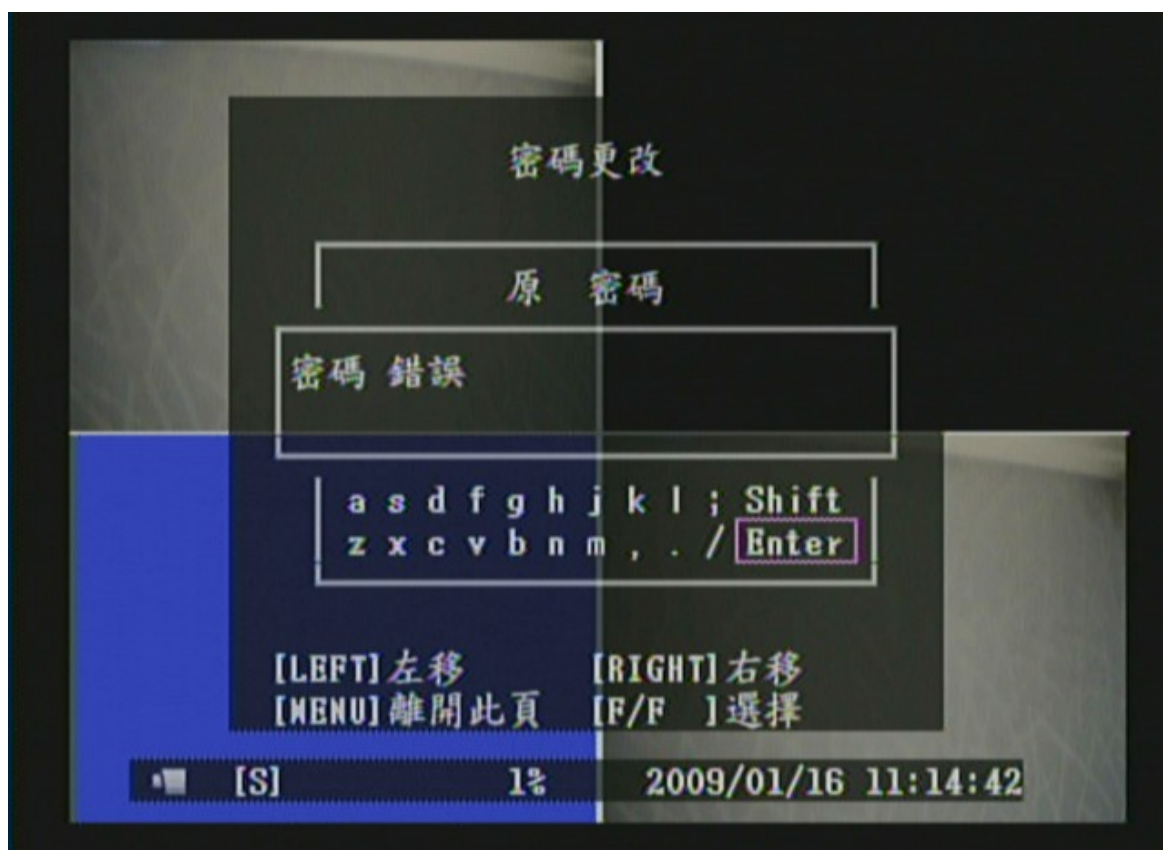 密碼更改
原 密碼
密碼 錯誤
a s d f g h j k l ; Shift
z x c v b n m , . / Enter
[LEFT]左移 [RIGHT]右移
[MENU]離開此頁 [F/F ]選擇
[S] 1% 2009/01/16 11:14:42